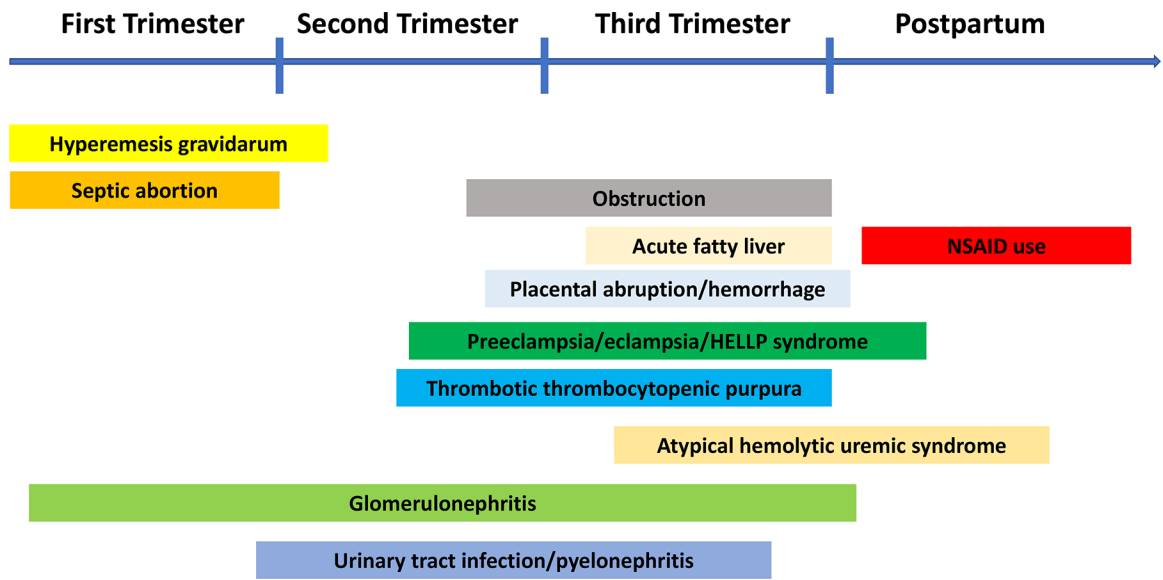 First Trimester
Second Trimester
Third Trimester
Postpartum
Hyperemesis gravidarum
Septic abortion
Obstruction
Acute fatty liver
NSAID use
Placental abruption/hemorrhage
Preeclampsia/eclampsia/HELLP syndrome
Thrombotic thrombocytopenic purpura
Atypical hemolytic uremic syndrome
Glomerulonephritis
Urinary tract infection/pyelonephritis